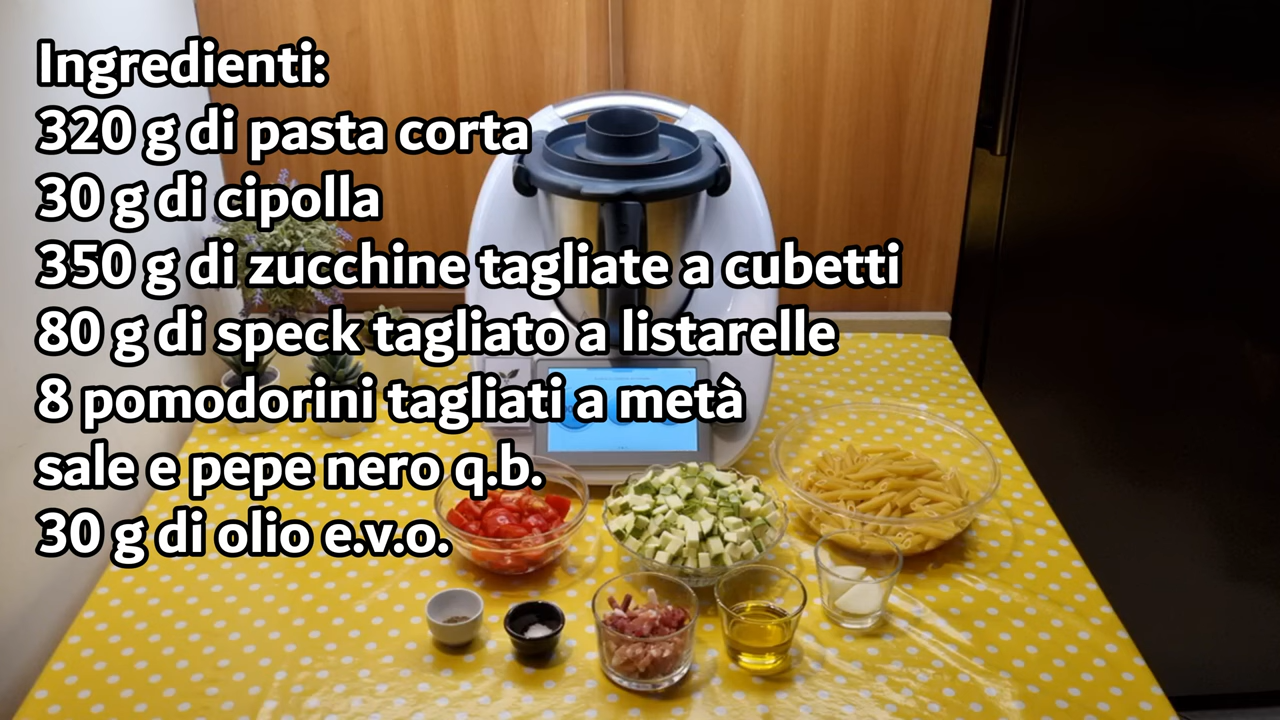 Ingredienti:
320 g di pasta corta
30 g di cipolla
350 g di zucchine tagliate a cubetti
80 g di speck tagliato a listarelle
8 pomodorini tagliati a metà
sale e pepe nero q.b.
30 g di olio e.v.o.